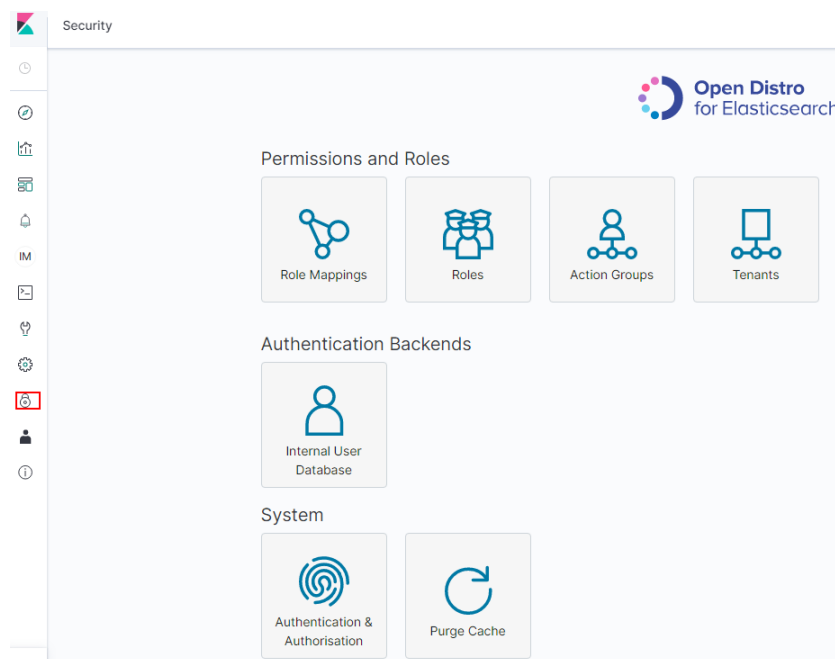 Security
Open Distro
for Elasticsearch
Permissions and Roles
Role Mappings
Roles
Action Groups
Tenants
IM
Authentication Backends
Internal User
Database
System
Authentication &
Authorisation
Purge Cache